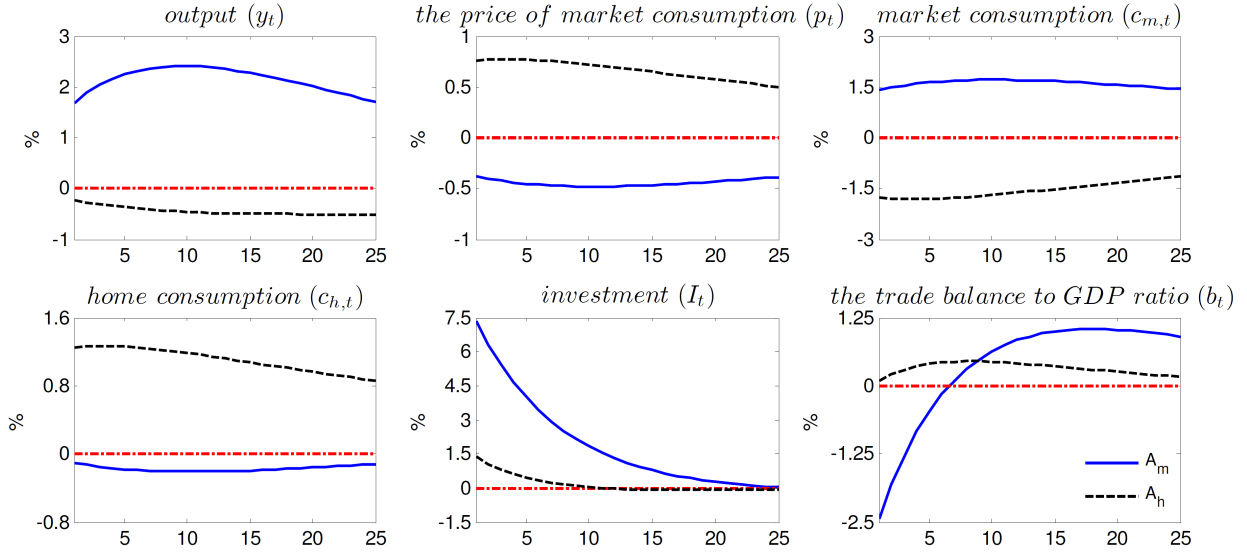 output (y_t)
the price of market consumption (p_t)
market consumption (c_{m,t})
3
2
1
0
-1
%
5 10 15 20 25
1
0.5
0
-0.5
-1
%
5 10 15 20 25
3
1.5
0
-1.5
-3
%
5 10 15 20 25
home consumption (c_{h,t})
investment (I_t)
the trade balance to GDP ratio (b_t)
1.6
0.8
0
-0.8
%
5 10 15 20 25
7.5
4.5
1.5
0
-1.5
%
5 10 15 20 25
1.25
0
-1.25
-2.5
%
5 10 15 20 25
A_m
A_h